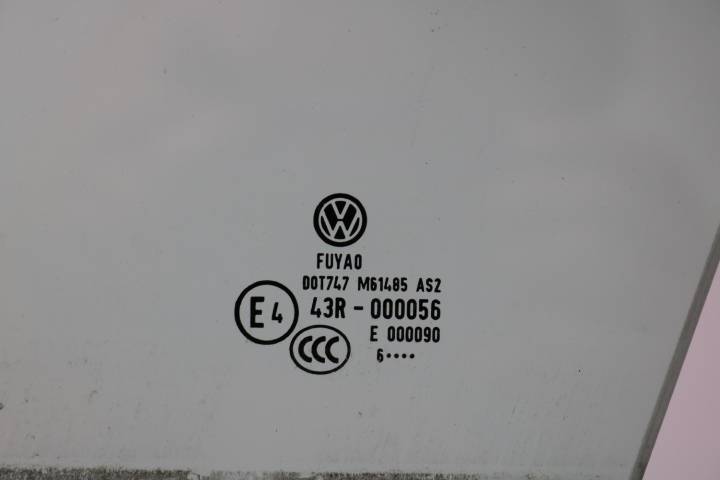 FUYAO
DOT747 M61485 AS2
E4 43R - 000056
CCC E 000090
6····